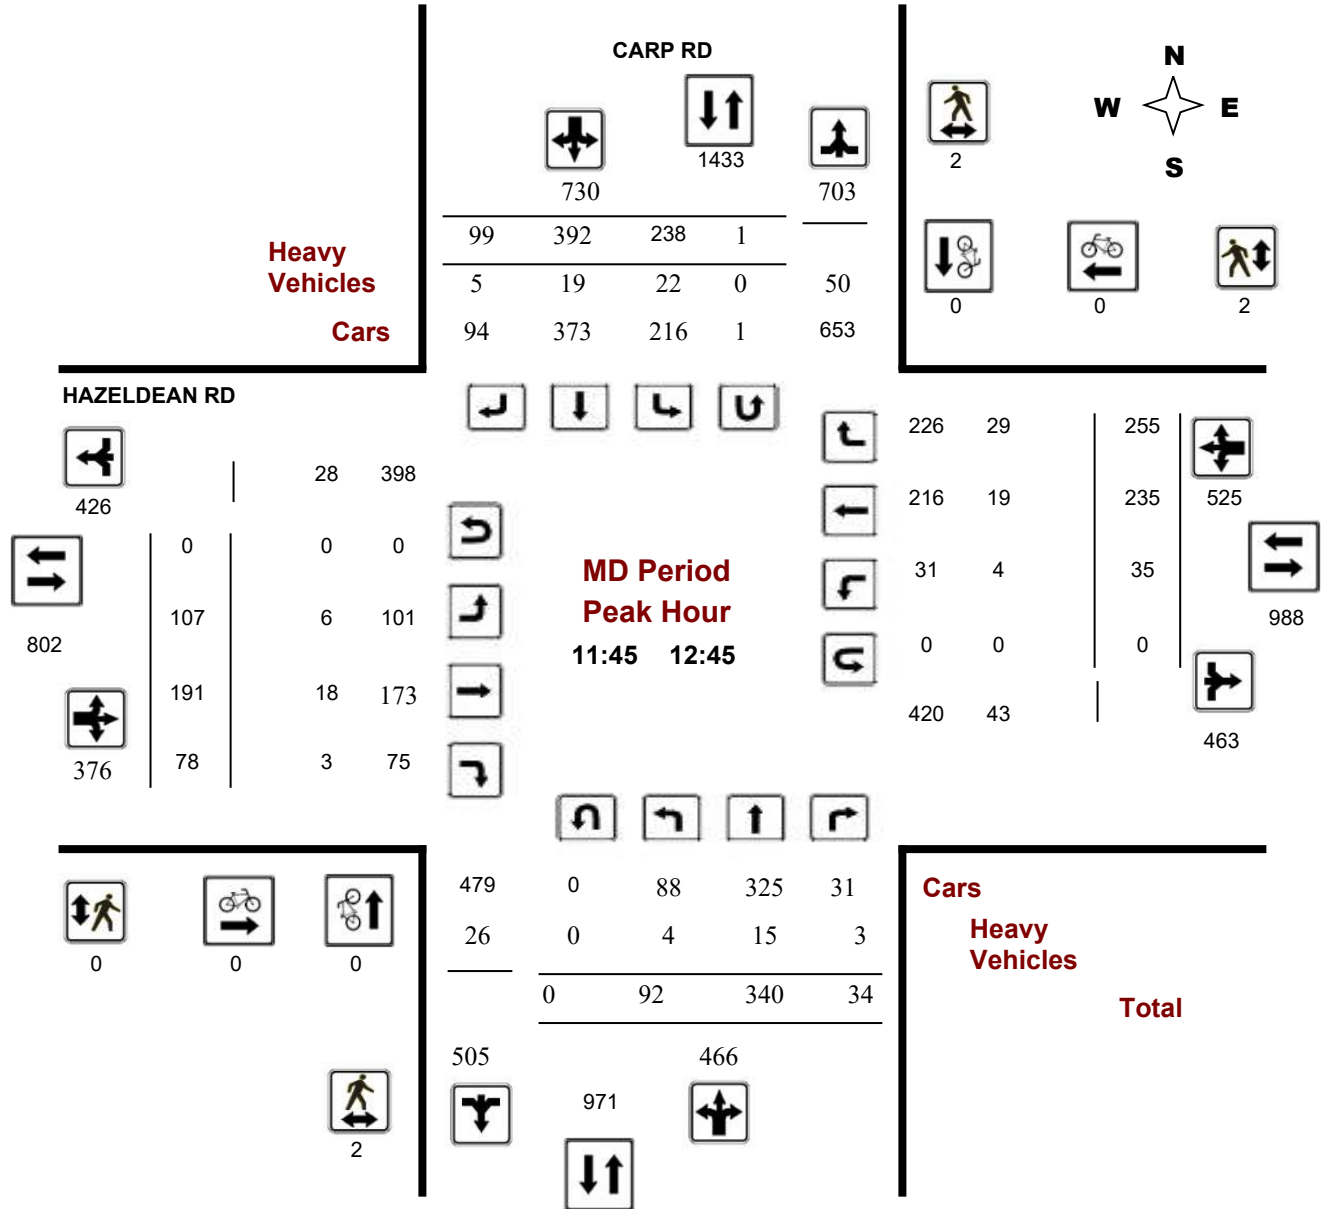 CARP RD
N
W E
S
1433
2
730
703
99 392 238 1
Heavy
Vehicles
5 19 22 0 50
0 0 2
Cars
94 373 216 1 653
HAZELDEAN RD
226 29 255
28 398
426
216 19 235 525
0 0 0
MD Period
31 4 35
Peak Hour
107 6 101
988
802
11:45 12:45
0 0 0
191 18 173
420 43
463
376
78 3 75
479 0 88 325 31
Cars
26 0 4 15 3
Heavy
Vehicles
0 0 0
0 92 340 34
Total
505 466
971
2